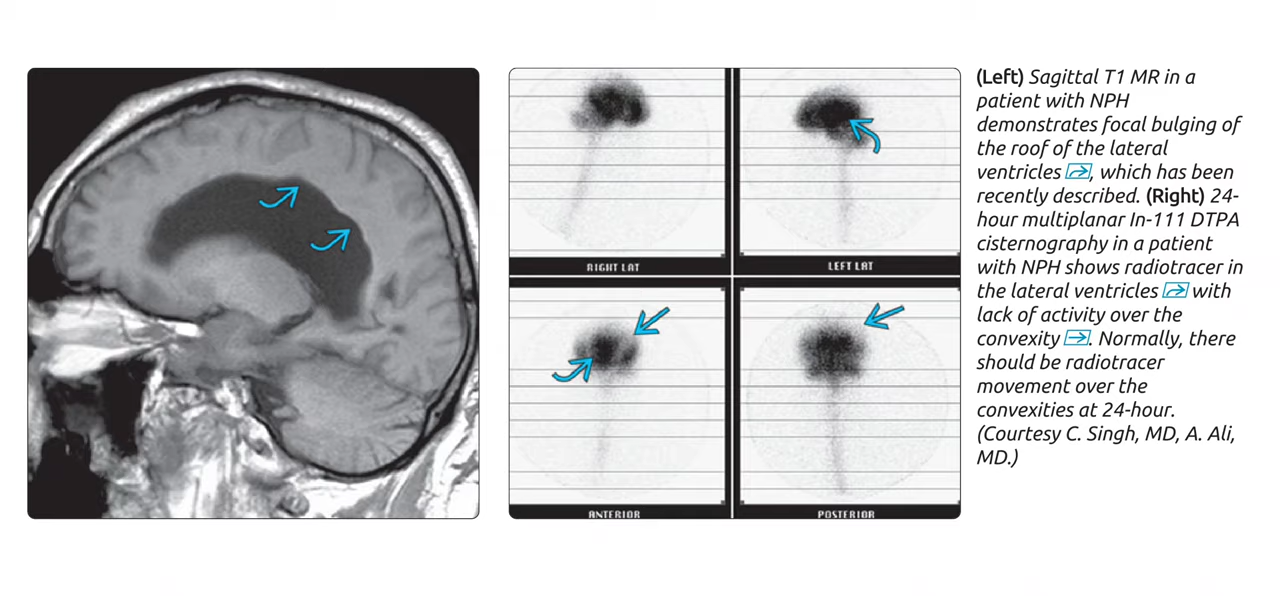 RIGHT LAT
LEFT LAT
ANTERIOR
POSTERIOR
(Left) Sagittal T1 MR in a
patient with NPH
demonstrates focal bulging of
the roof of the lateral
ventricles, which has been
recently described. (Right) 24-
hour multiplanar In-111 DTPA
cisternography in a patient
with NPH shows radiotracer in
the lateral ventricles with
lack of activity over the
convexity. Normally, there
should be radiotracer
movement over the
convexities at 24-hour.
(Courtesy C. Singh, MD, A. Ali,
MD.)